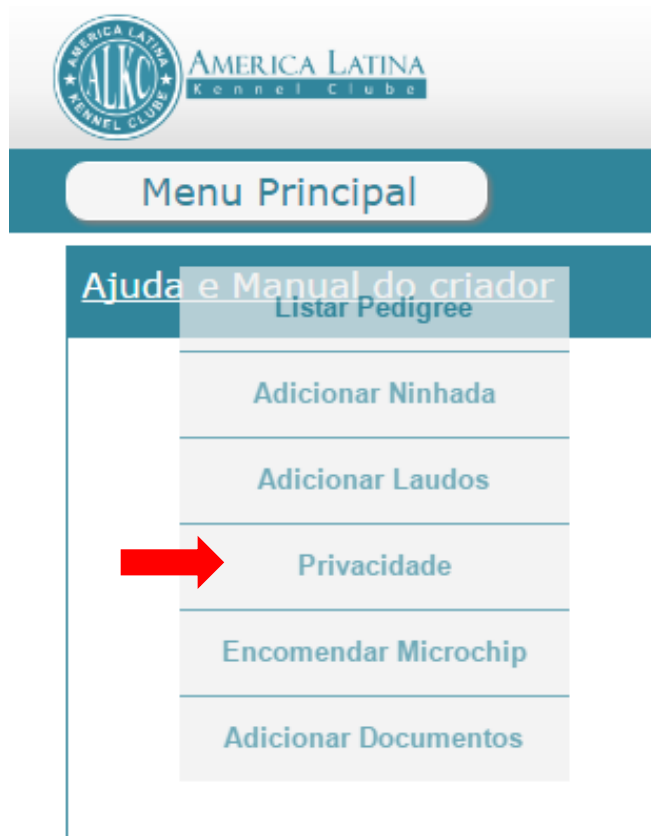 AMERICA LATINA
ALKC
KENNEL CLUBE
AMERICA LATINA
Kennel Clube
Menu Principal
Ajuda e Manual do criador
Listar Pedigree
Adicionar Ninhada
Adicionar Laudos
Privacidade
Encomendar Microchip
Adicionar Documentos